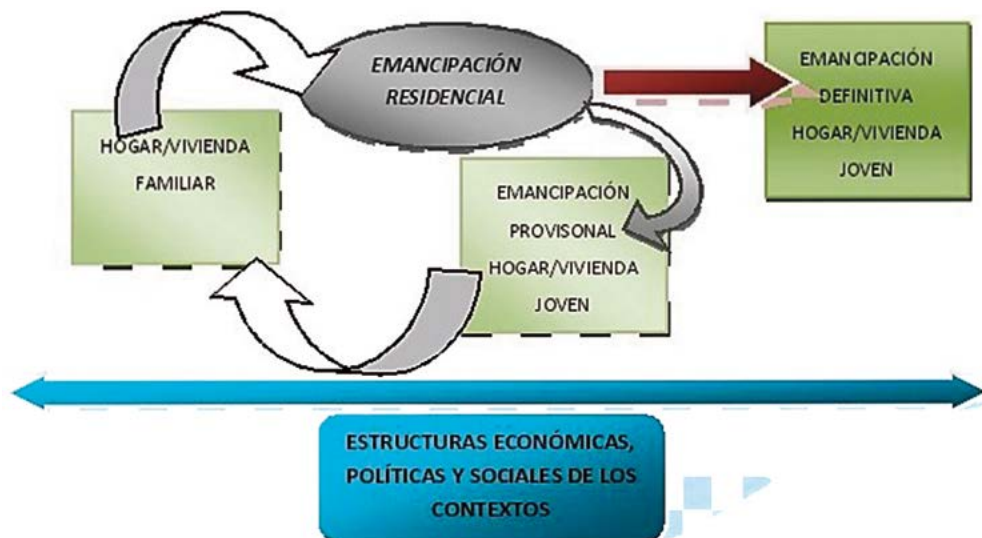 EMANCIPACIÓN
RESIDENCIAL
EMANCIPACIÓN
DEFINITIVA
HOGAR/VIVIENDA
JOVEN
HOGAR/VIVIENDA
FAMILIAR
EMANCIPACIÓN
PROVISONAL
HOGAR/VIVIENDA
JOVEN
ESTRUCTURAS ECONÓMICAS,
POLÍTICAS Y SOCIALES DE LOS
CONTEXTOS